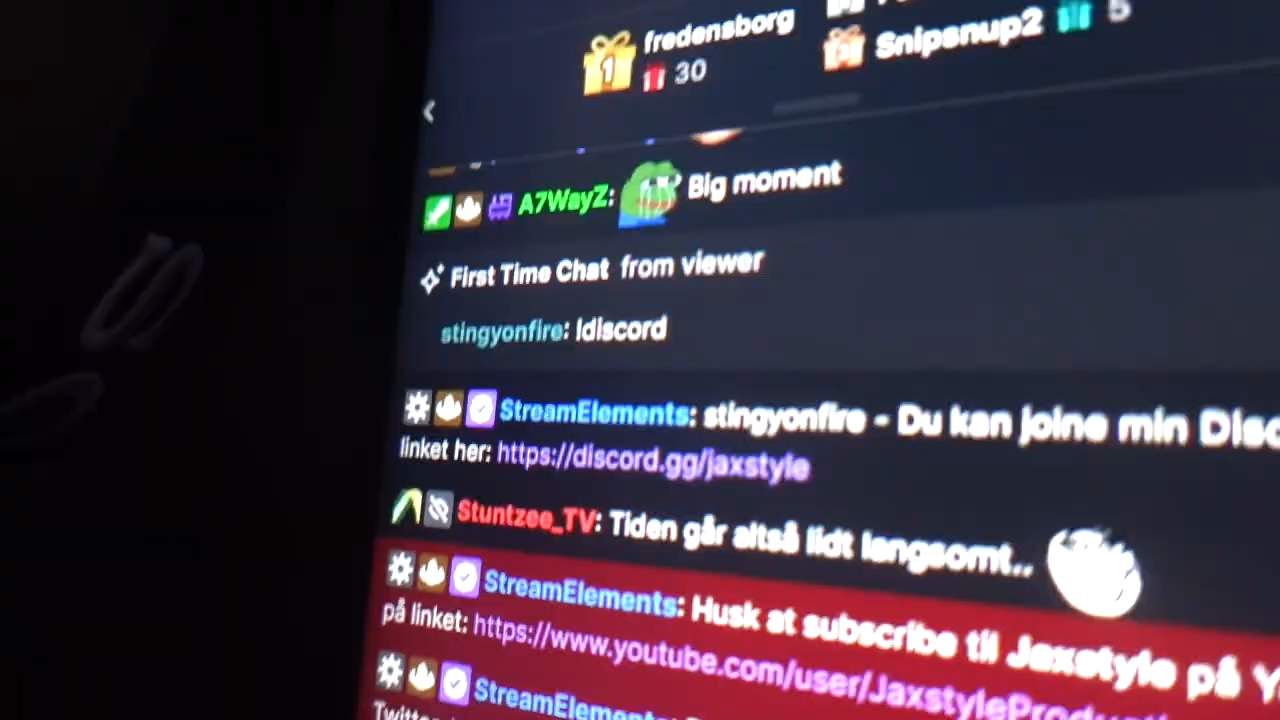 fredensborg
1 30
Snipsnup2 5
A7WayZ: Big moment
First Time Chat from viewer
stingyonfire: !discord
StreamElements: stingyonfire - Du kan joine min Disc
linket her: https://discord.gg/jaxstyle
Stuntzee_TV: Tiden går altså lidt langsomt..
StreamElements: Husk at subscribe til Jaxstyle på Y
på linket: https://www.youtube.com/user/JaxstyleProduct
StreamElements:
Twitter